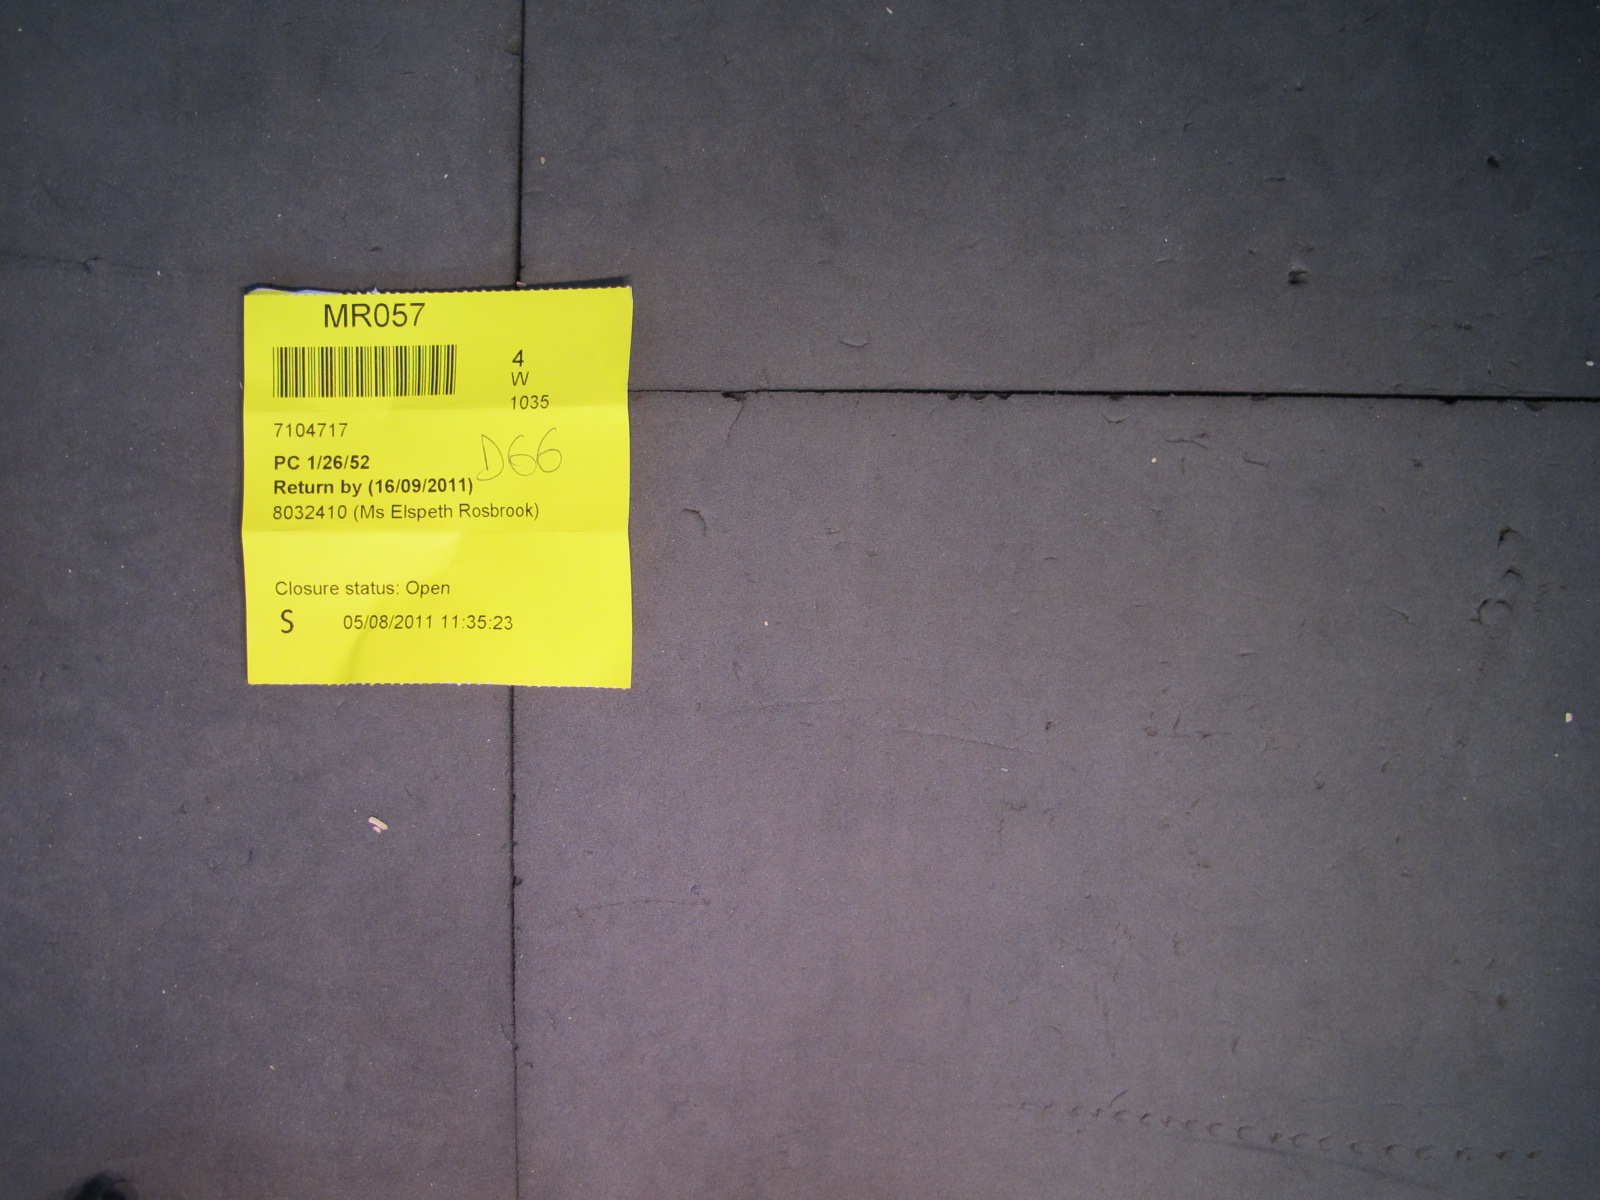 MR057
4
W
1035
7104717
D66
PC 1/26/52
Return by (16/09/2011)
8032410 (Ms Elspeth Rosbrook)
Closure status: Open
S 05/08/2011 11:35:23